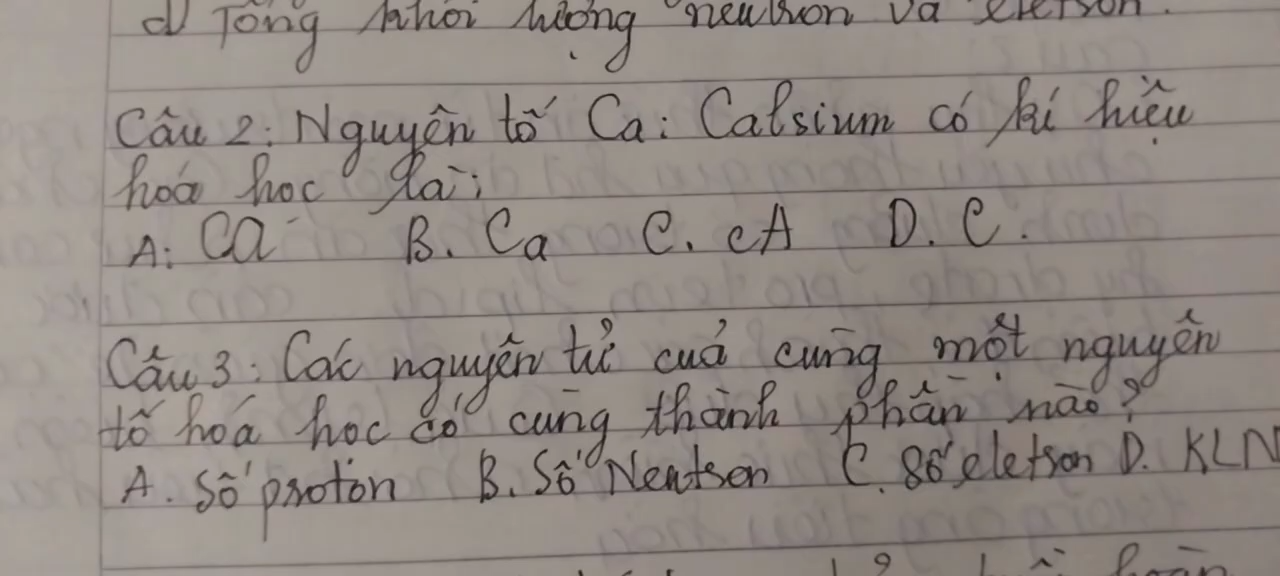 d) Tổng khối lượng neutron và eletron.
Câu 2: Nguyên tố Ca: Calsium có kí hiệu
hoá học là:
A: Ca B. Ca C. cA D. C.
Câu 3: Các nguyên tử cuả cùng một nguyên
tố hoá học có cùng thành phần nào?
A. Số proton B. Số Neutron C. Số eletron D. KLN